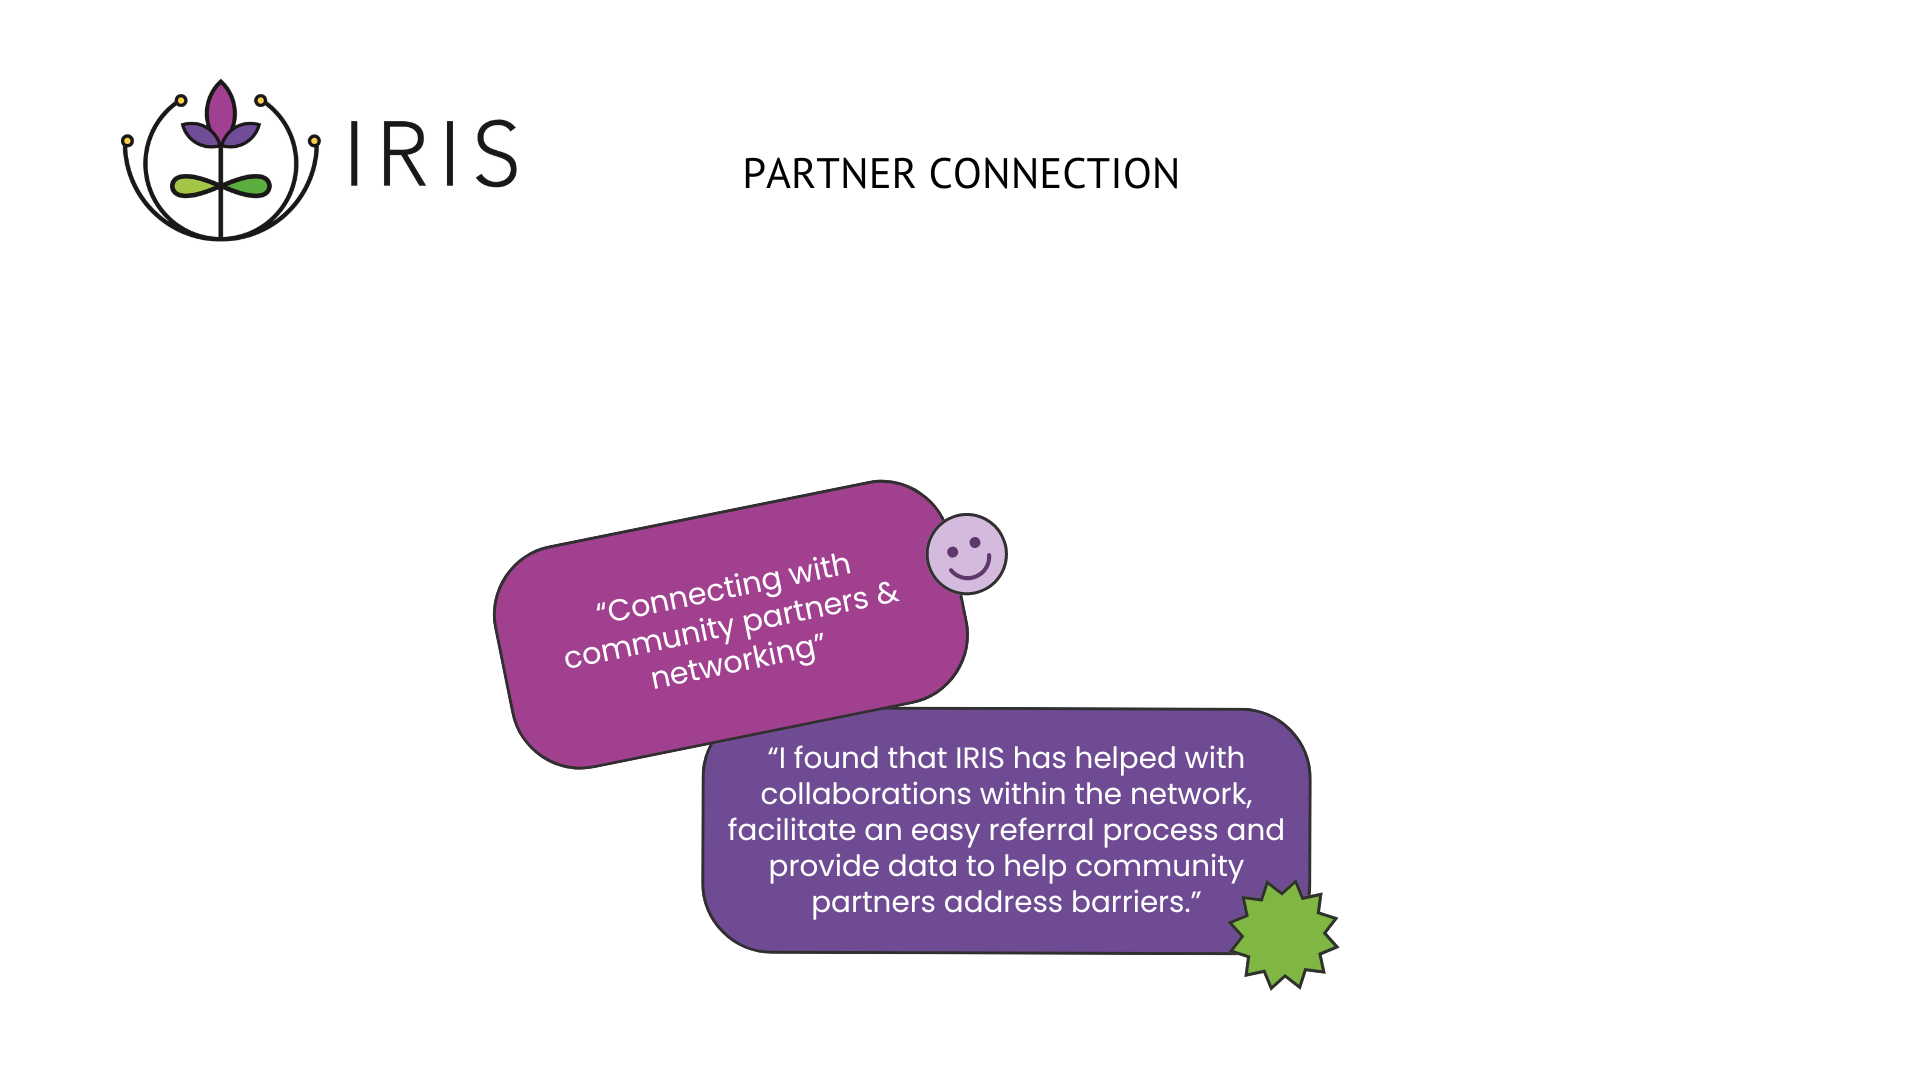 IRIS
PARTNER CONNECTION
“Connecting with
community partners &
networking”
“I found that IRIS has helped with
collaborations within the network,
facilitate an easy referral process and
provide data to help community
partners address barriers.”